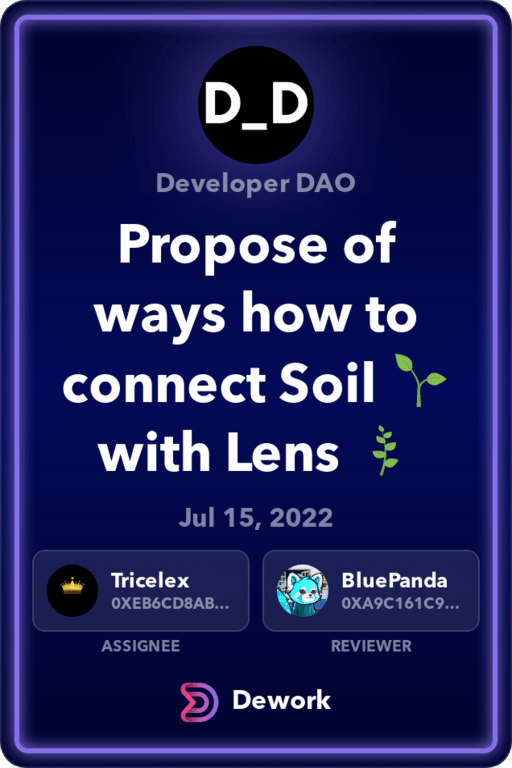 D_D
Developer DAO
Propose of
ways how to
connect Soil 🌱
with Lens 🌿
Jul 15, 2022
Tricelex
0XEB6CD8AB...
ASSIGNEE
BluePanda
0XA9C161C9...
REVIEWER
Dework